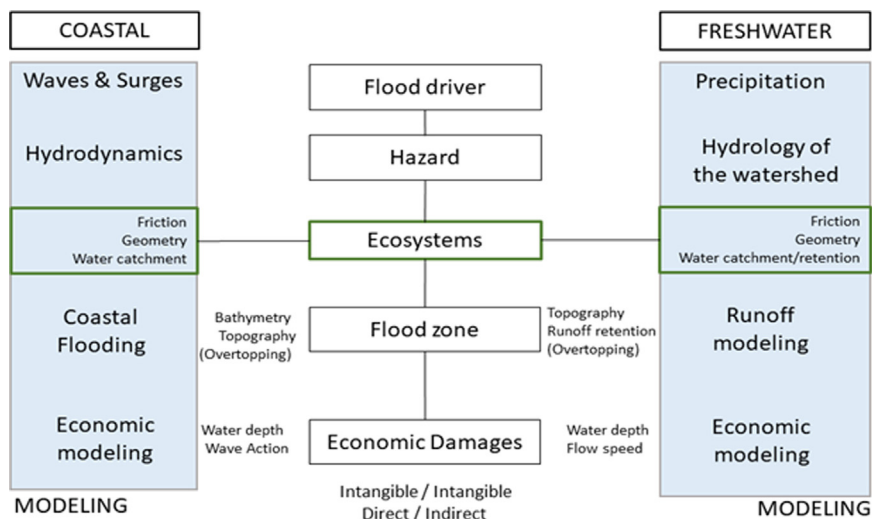 COASTAL
FRESHWATER
Waves & Surges
Flood driver
Precipitation
Hydrodynamics
Hazard
Hydrology of
the watershed
Friction
Geometry
Water catchment
Ecosystems
Friction
Geometry
Water catchment/retention
Coastal
Flooding
Bathymetry
Topography
(Overtopping)
Flood zone
Topography
Runoff retention
(Overtopping)
Runoff
modeling
Economic
modeling
Water depth
Wave Action
Economic Damages
Water depth
Flow speed
Economic
modeling
MODELING
Intangible / Intangible
Direct / Indirect
MODELING